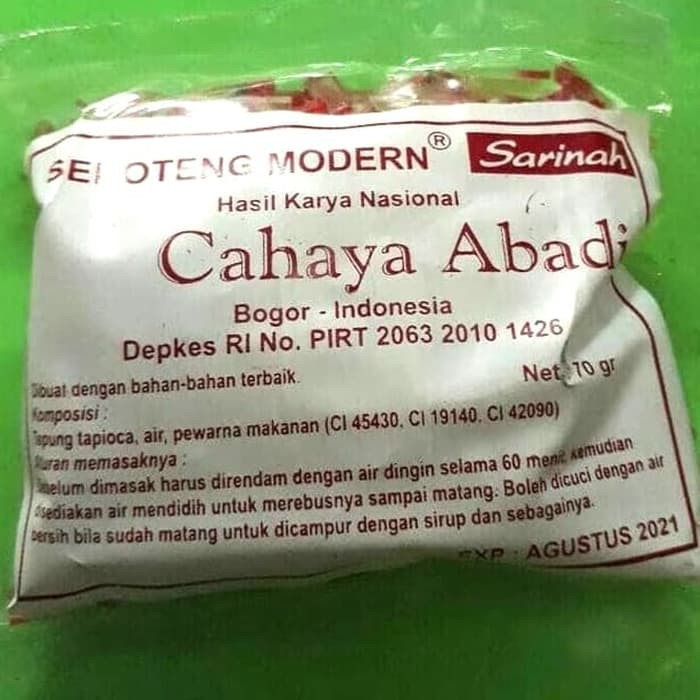 OTENG MODERN® Sarinah
Hasil Karya Nasional
Cahaya Abadi
Bogor - Indonesia
Depkes RI No. PIRT 2063 2010 1426
Dibuat dengan bahan-bahan terbaik.
Net. 70 gr
Komposisi :
Tapung tapioca, air, pewarna makanan (CI 45430, CI 19140, CI 42090)
Aturan memasaknya :
Sebelum dimasak harus direndam dengan air dingin selama 60 menit kemudian
disediakan air mendidih untuk merebusnya sampai matang. Boleh dicuci dengan air
bersih bila sudah matang untuk dicampur dengan sirup dan sebagainya.
EXP : AGUSTUS 2021